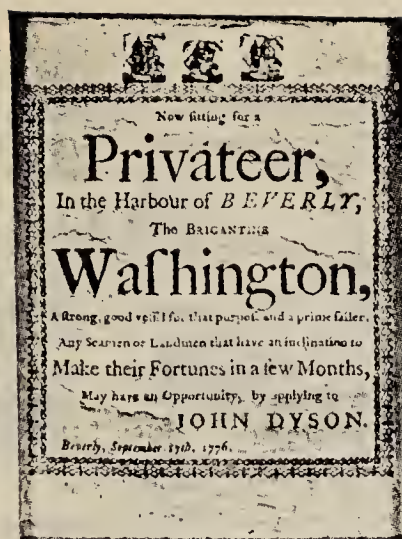 Now fitting for a
Privateer,
In the Harbour of BEVERLY,
The BRIGANTINE
Waſhington,
A ſtrong, good veſſel for that purpoſe and a prime ſailer,
Any Seamen or Landmen that have an inclination to
Make their Fortunes in a few Months,
May have an Opportunity, by applying to
JOHN DYSON.
Beverly, September 17th, 1776.